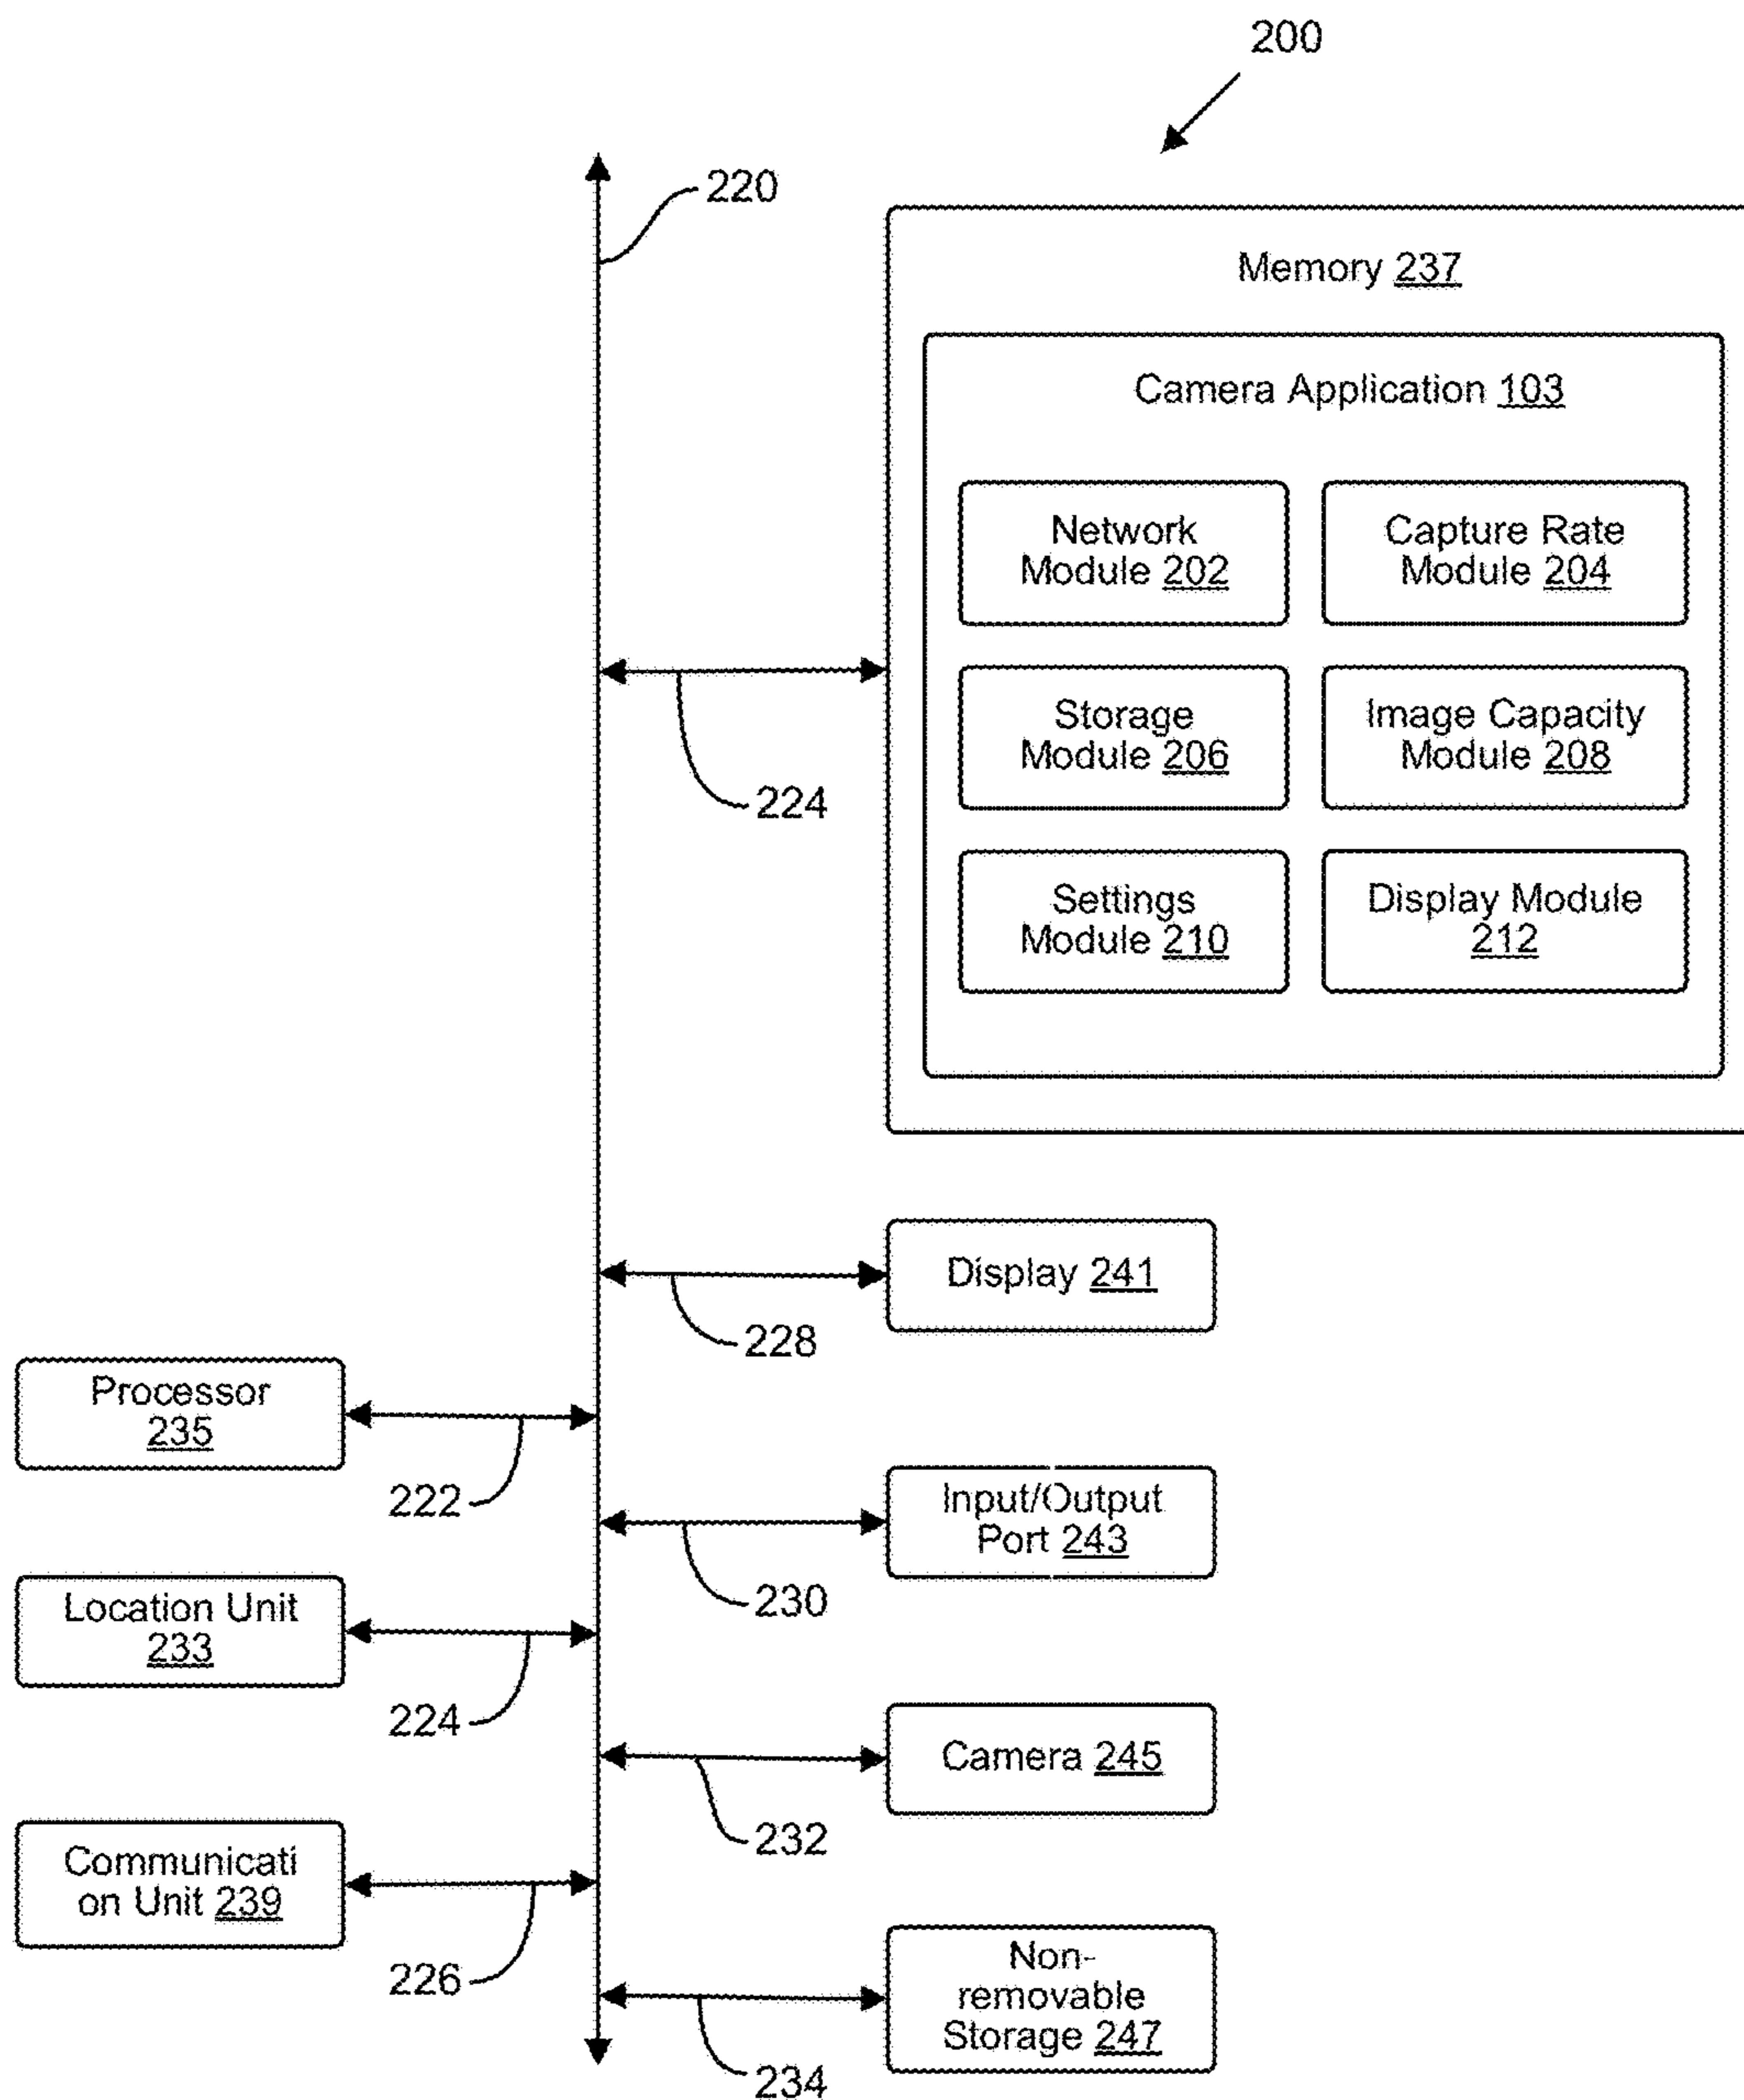 200
220
Memory 237
Camera Application 103
Network
Module 202
Capture Rate
Module 204
Storage
Module 206
Image Capacity
Module 208
224
Settings
Module 210
Display Module
212
Display 241
228
Processor
235
222
Input/Output
Port 243
230
Location Unit
233
224
Camera 245
232
Communicati
on Unit 239
226
Non-
removable
Storage 247
234